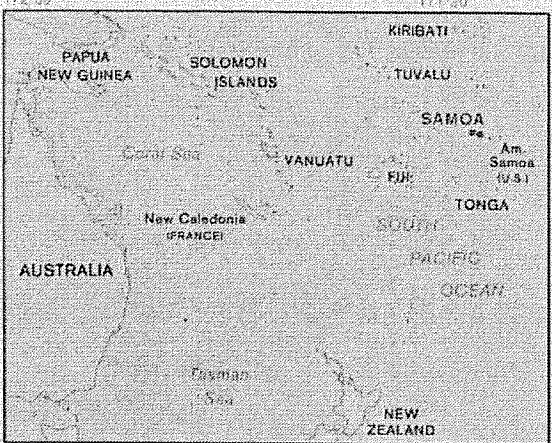 KIRIBATI
PAPUA
NEW GUINEA
SOLOMON
ISLANDS
TUVALU
SAMOA
Coral Sea
VANUATU
FIJI
Am.
Samoa
(U.S.)
TONGA
New Caledonia
(FRANCE)
SOUTH
PACIFIC
OCEAN
AUSTRALIA
Tasman
Sea
NEW
ZEALAND